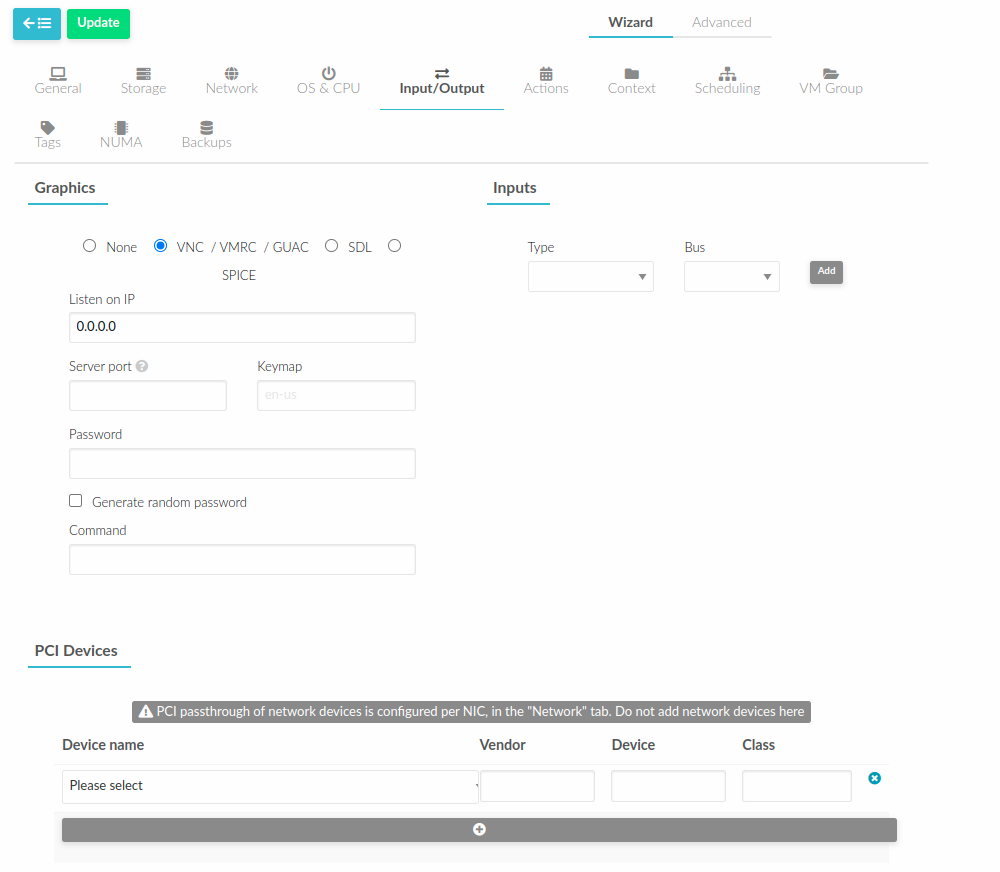 Update
Wizard Advanced
General Storage Network OS & CPU Input/Output Actions Context Scheduling VM Group
Tags NUMA Backups
Graphics Inputs
None VNC / VMRC / GUAC SDL
SPICE
Type Bus
Add
Listen on IP
0.0.0.0
Server port ? Keymap
en-us
Password
Generate random password
Command
PCI Devices
PCI passthrough of network devices is configured per NIC, in the "Network" tab. Do not add network devices here
Device name Vendor Device Class
Please select